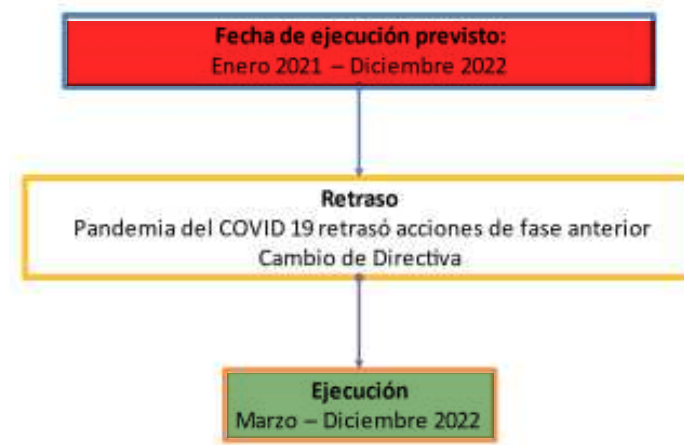 Fecha de ejecución previsto:
Enero 2021 – Diciembre 2022
Retraso
Pandemia del COVID 19 retrasó acciones de fase anterior
Cambio de Directiva
Ejecución
Marzo – Diciembre 2022